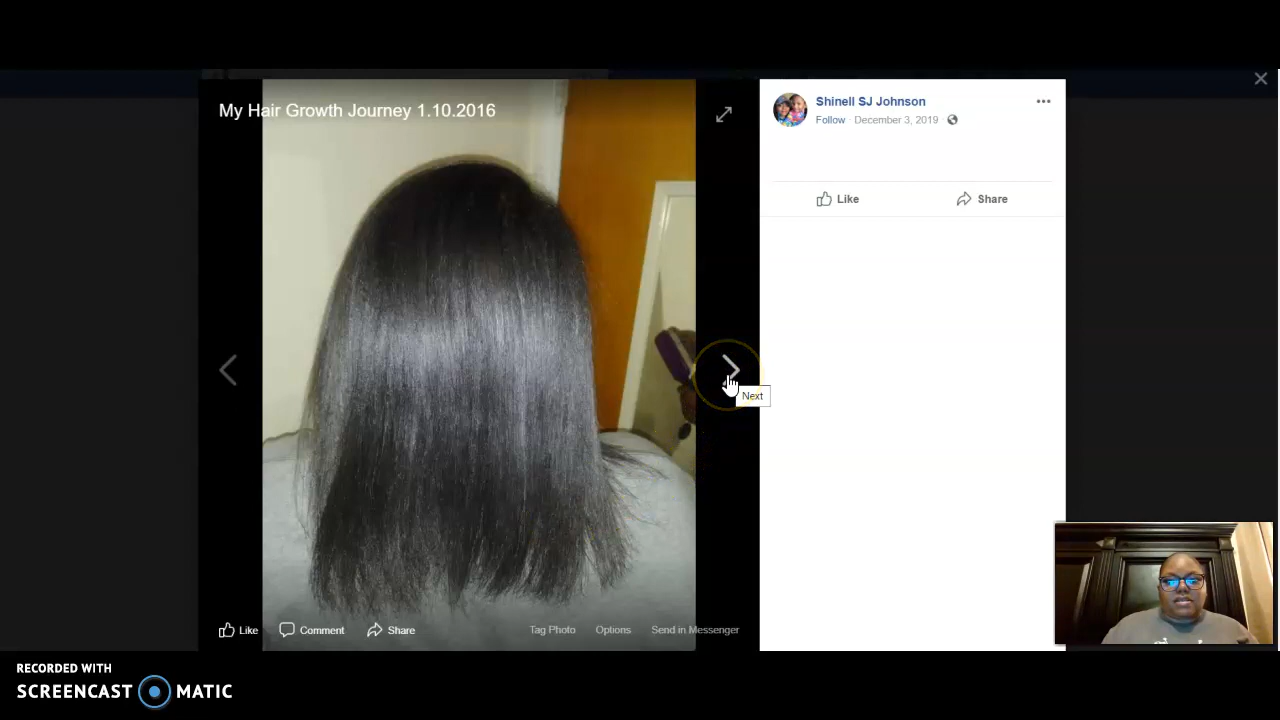 My Hair Growth Journey 1.10.2016
Shinell SJ Johnson
Follow · December 3, 2019 ·
Like Share
Next
Like Comment Share Tag Photo Options Send in Messenger
RECORDED WITH
SCREENCAST MATIC